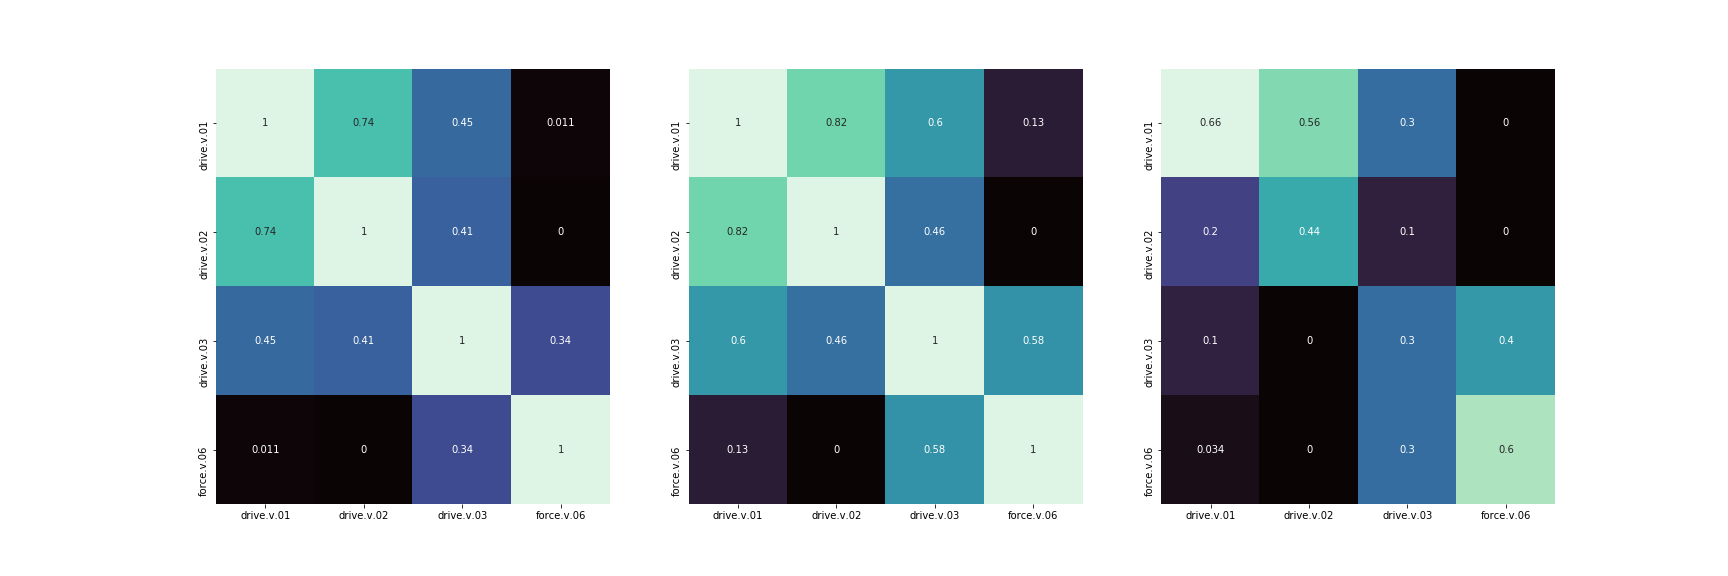 drive.v.01 1 0.74 0.45 0.011
drive.v.02 0.74 1 0.41 0
drive.v.03 0.45 0.41 1 0.34
force.v.06 0.011 0 0.34 1
drive.v.01 drive.v.02 drive.v.03 force.v.06
drive.v.01 1 0.82 0.6 0.13
drive.v.02 0.82 1 0.46 0
drive.v.03 0.6 0.46 1 0.58
force.v.06 0.13 0 0.58 1
drive.v.01 drive.v.02 drive.v.03 force.v.06
drive.v.01 0.66 0.56 0.3 0
drive.v.02 0.2 0.44 0.1 0
drive.v.03 0.1 0 0.3 0.4
force.v.06 0.034 0 0.3 0.6
drive.v.01 drive.v.02 drive.v.03 force.v.06